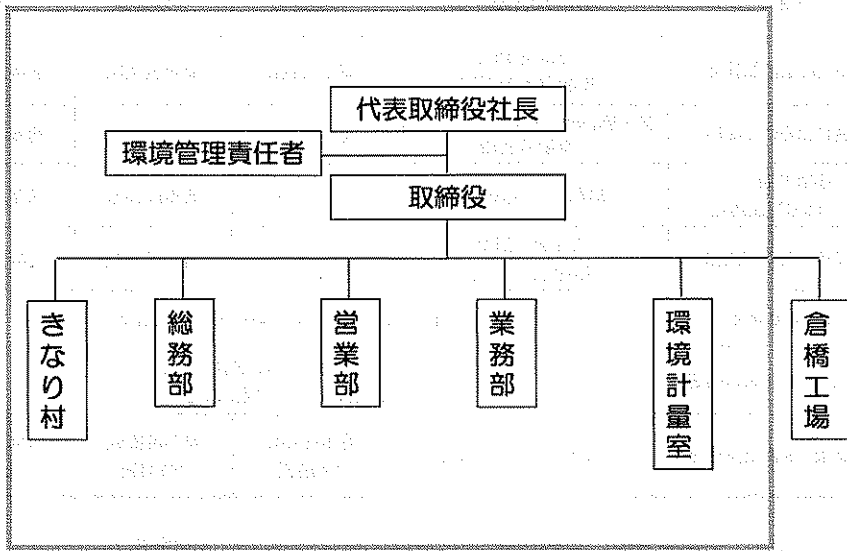 代表取締役社長
環境管理責任者
取締役
きなり村
総務部
営業部
業務部
環境計量室
倉橋工場